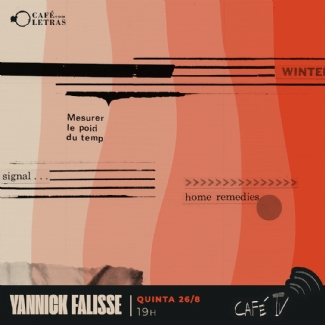 CAFÉ COM
LETRAS
WINTER
Mesurer
le poid
du temp
signal . . .
>>>>>>>>>>>>>>>>
home remedies
YANNICK FALISSE
QUINTA 26/8
19H
CAFÉ